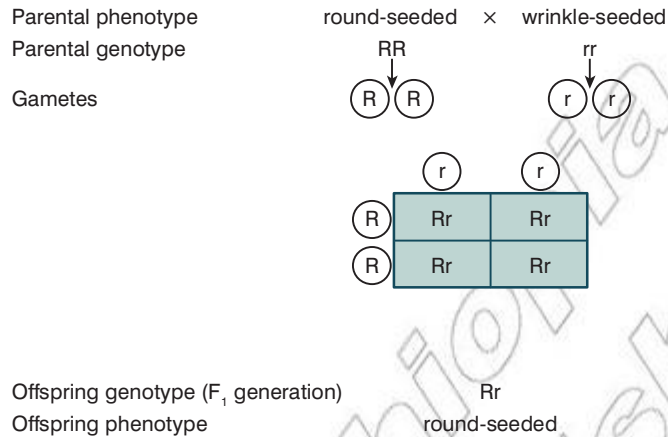 Parental phenotype round-seeded × wrinkle-seeded
Parental genotype RR rr
Gametes R R r r
r r
R Rr Rr
R Rr Rr
Offspring genotype (F₁ generation) Rr
Offspring phenotype round-seeded